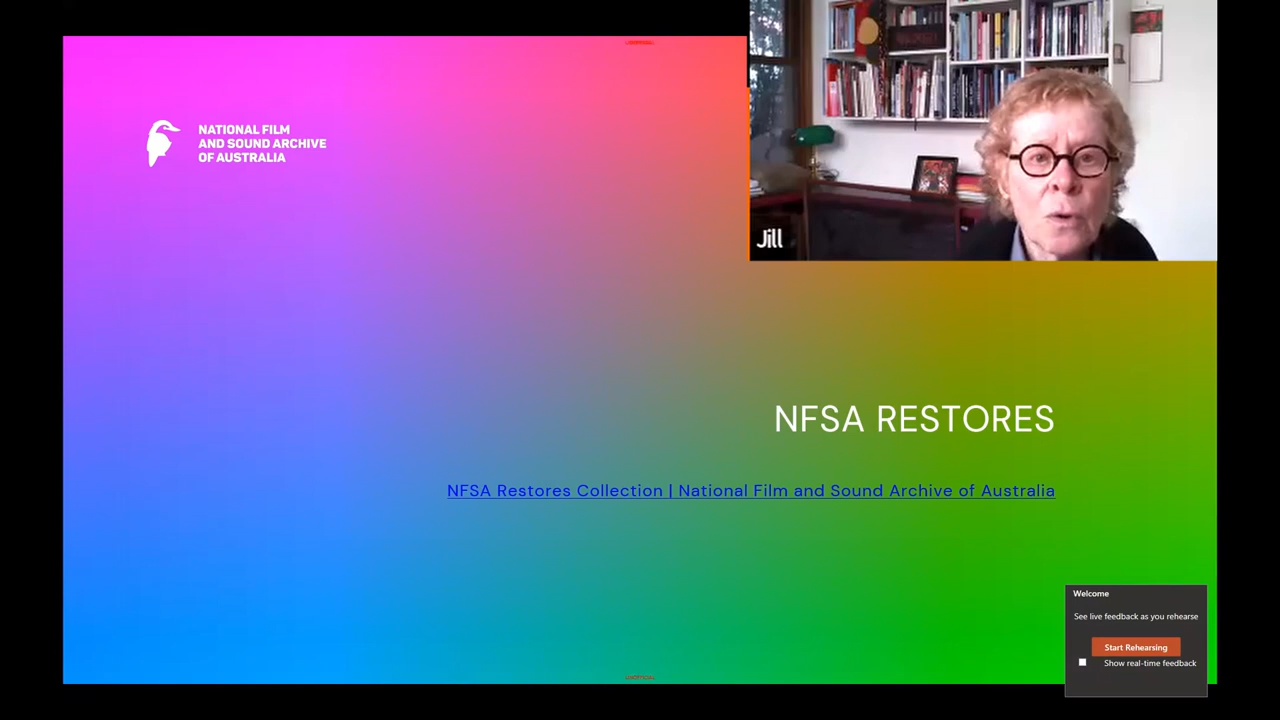 NATIONAL FILM
AND SOUND ARCHIVE
OF AUSTRALIA
Jill
NFSA RESTORES
NFSA Restores Collection | National Film and Sound Archive of Australia
Welcome
See live feedback as you rehearse
Start Rehearsing
Show real-time feedback